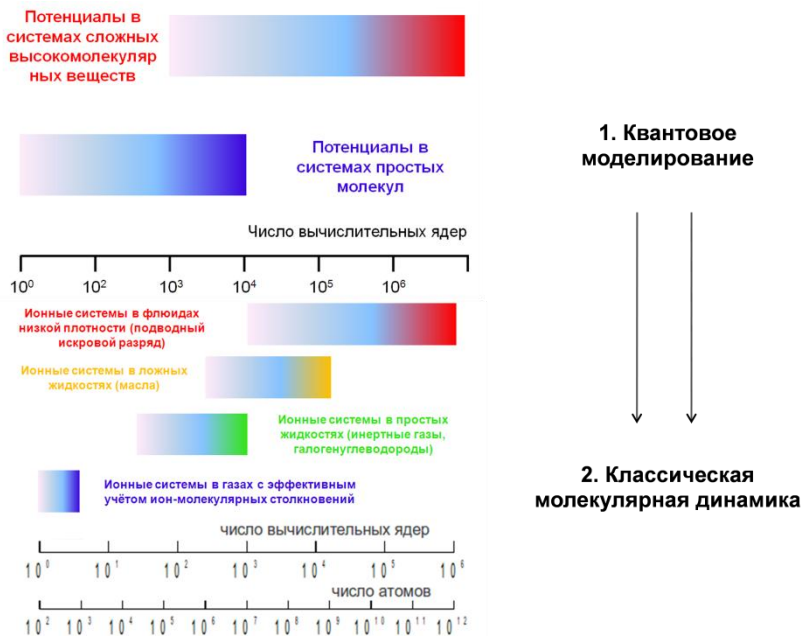 Потенциалы в
системах сложных
высокомолекуляр
ных веществ
Потенциалы в
системах простых
молекул
1. Квантовое
моделирование
Число вычислительных ядер
10⁰ 10² 10³ 10⁴ 10⁵ 10⁶
Ионные системы в флюидах
низкой плотности (подводный
искровой разряд)
Ионные системы в ложных
жидкостях (масла)
Ионные системы в простых
жидкостях (инертные газы,
галогенуглеводороды)
Ионные системы в газах с эффективным
учётом ион-молекулярных столкновений
2. Классическая
молекулярная динамика
число вычислительных ядер
10⁰ 10¹ 10² 10³ 10⁴ 10⁵ 10⁶
число атомов
10² 10³ 10⁴ 10⁵ 10⁶ 10⁷ 10⁸ 10⁹ 10¹⁰ 10¹¹ 10¹²